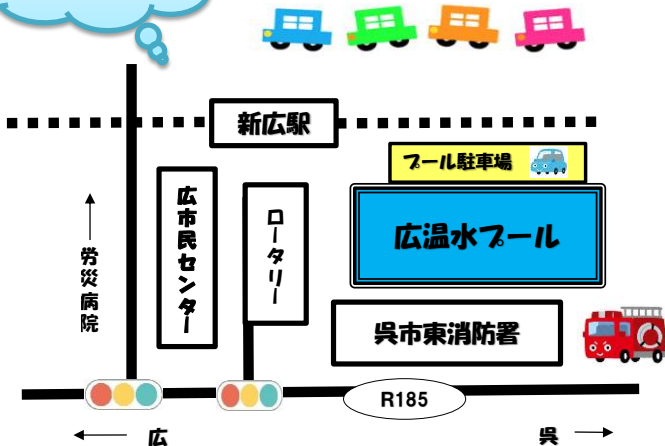 新広駅
プール駐車場
広温水プール
広市民センター
ロータリー
労災病院
呉市東消防署
R185
← 広
呉 →